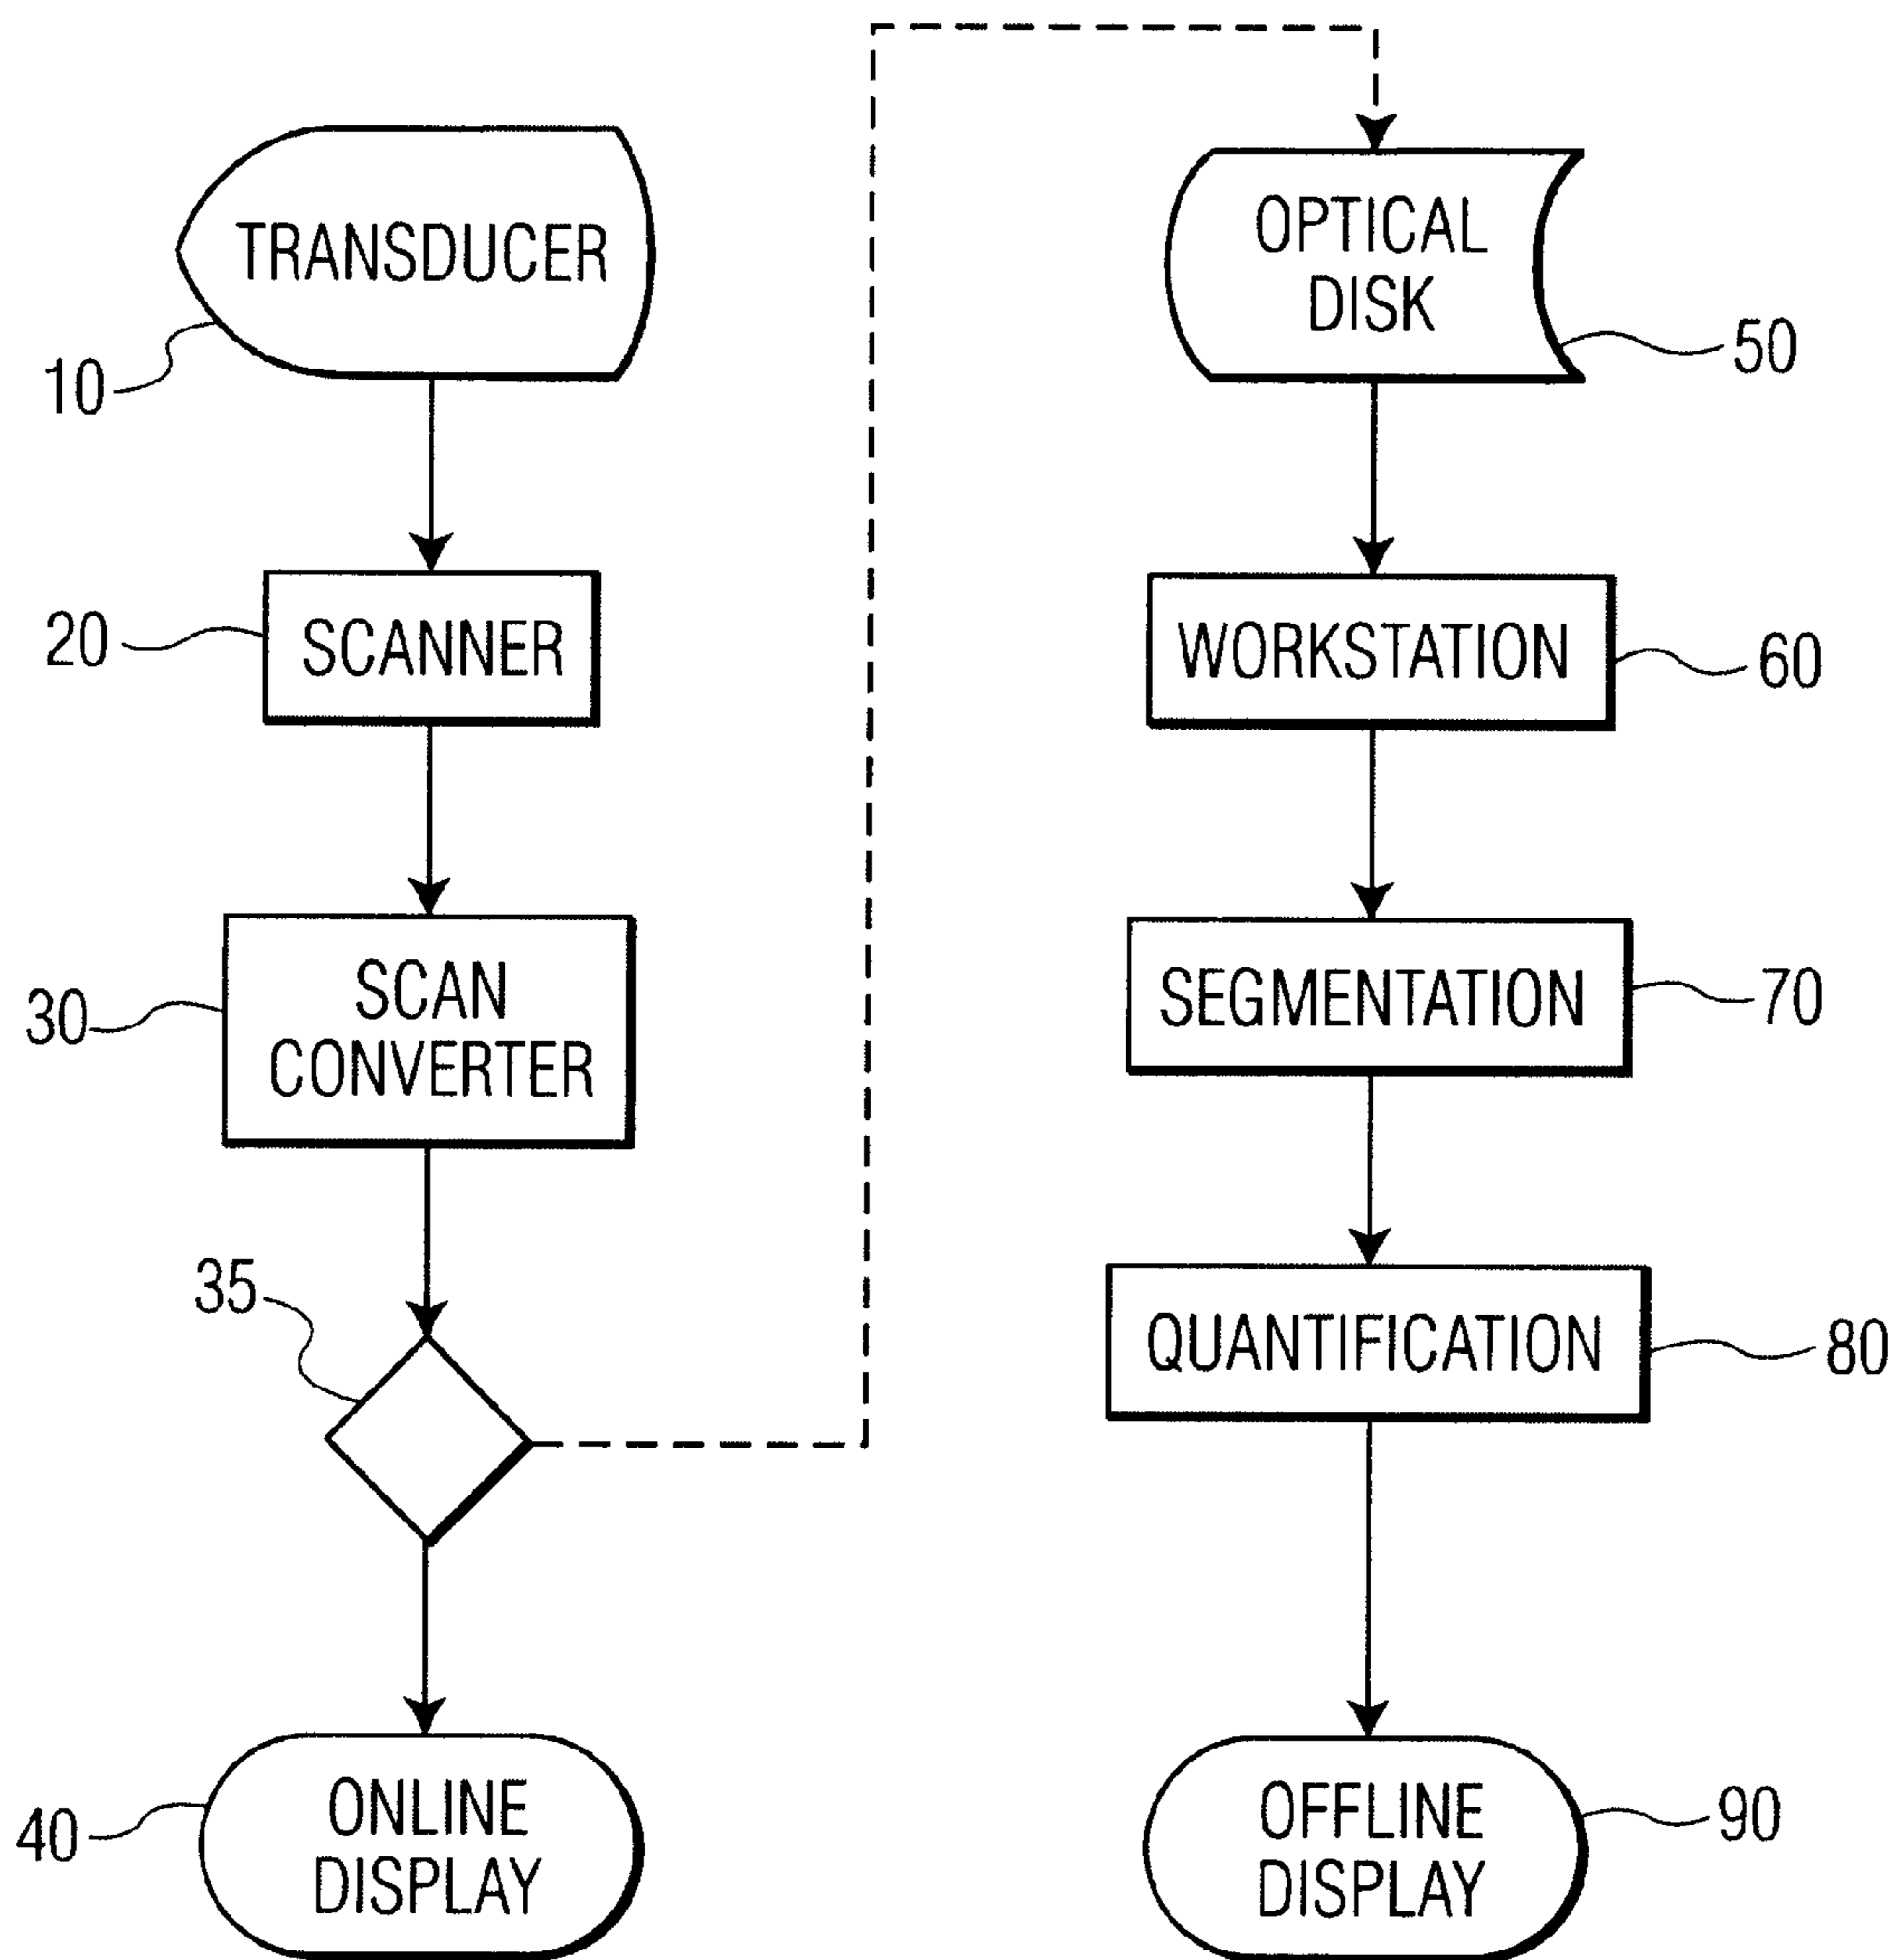 TRANSDUCER
10
SCANNER
20
SCAN
CONVERTER
30
35
ONLINE
DISPLAY
40
OPTICAL
DISK
50
WORKSTATION
60
SEGMENTATION
70
QUANTIFICATION
80
OFFLINE
DISPLAY
90